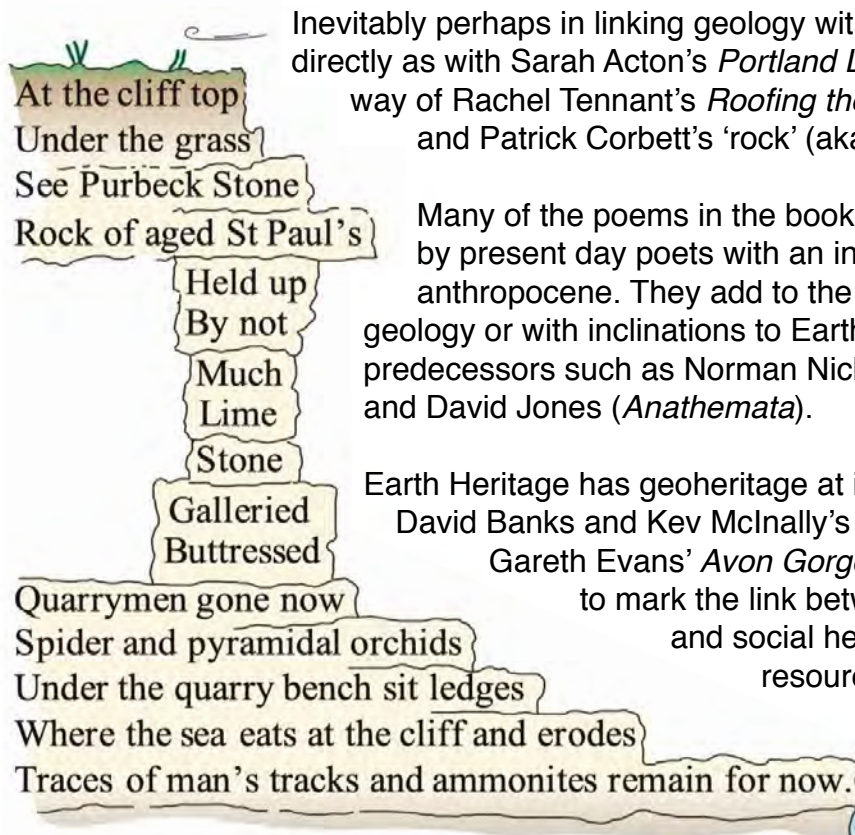 At the cliff top
Under the grass
See Purbeck Stone
Rock of aged St Paul's
Held up
By not
Much
Lime
Stone
Galleried
Buttressed
Quarrymen gone now
Spider and pyramidal orchids
Under the quarry bench sit ledges
Where the sea eats at the cliff and erodes
Traces of man's tracks and ammonites remain for now.
Inevitably perhaps in linking geology wit
directly as with Sarah Acton's Portland L
way of Rachel Tennant's Roofing the
and Patrick Corbett's ‘rock’ (aka
Many of the poems in the book
by present day poets with an in
anthropocene. They add to the
geology or with inclinations to Earth
predecessors such as Norman Nich
and David Jones (Anathemata).
Earth Heritage has geoheritage at i
David Banks and Kev McInally's
Gareth Evans' Avon Gorge
to mark the link betw
and social he
resourc